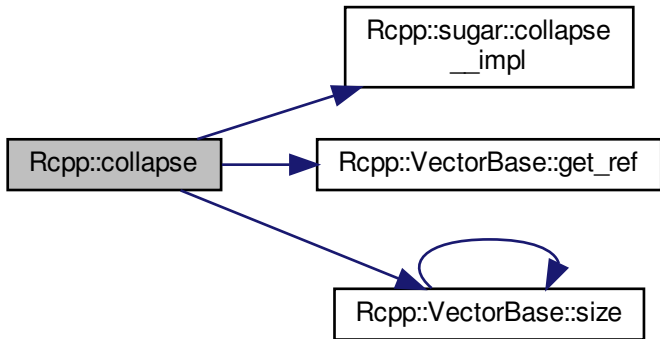 Rcpp::sugar::collapse
__impl
Rcpp::collapse
Rcpp::VectorBase::get_ref
Rcpp::VectorBase::size